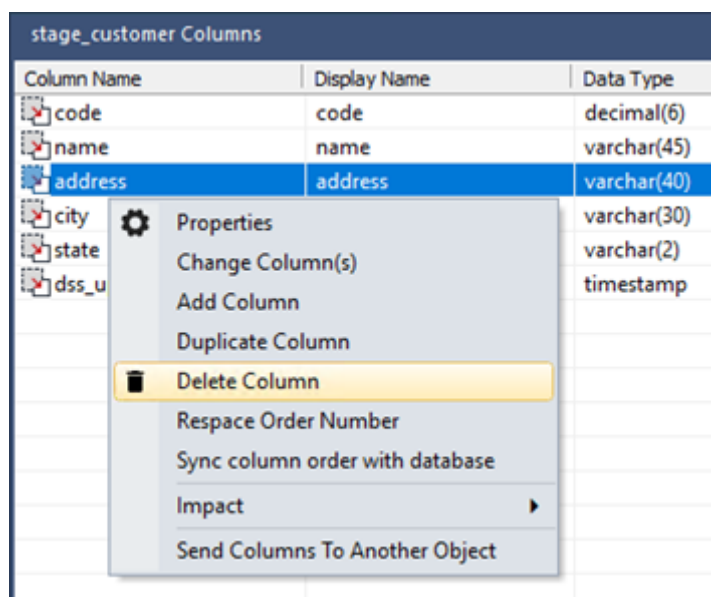 stage_customer Columns
Column Name Display Name Data Type
code code decimal(6)
name name varchar(45)
address address varchar(40)
city varchar(30)
state varchar(2)
dss_u timestamp
Properties
Change Column(s)
Add Column
Duplicate Column
Delete Column
Respace Order Number
Sync column order with database
Impact
Send Columns To Another Object